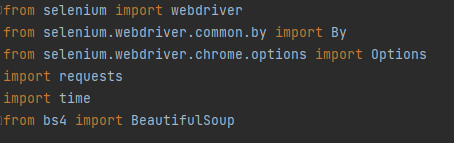 from selenium import webdriver
from selenium.webdriver.common.by import By
from selenium.webdriver.chrome.options import Options
import requests
import time
from bs4 import BeautifulSoup